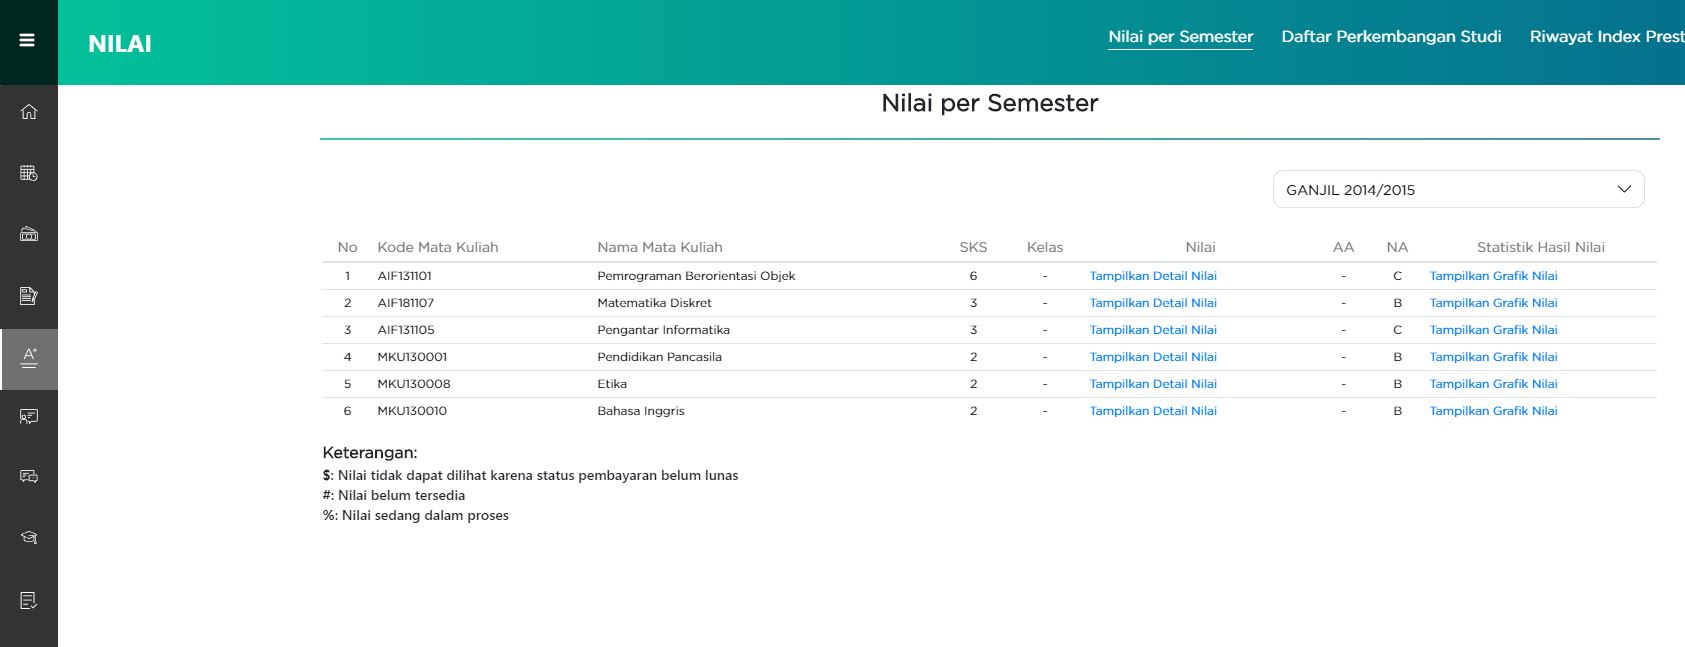 NILAI
Nilai per Semester Daftar Perkembangan Studi Riwayat Index Prest
Nilai per Semester
GANJIL 2014/2015
No Kode Mata Kuliah Nama Mata Kuliah SKS Kelas Nilai AA NA Statistik Hasil Nilai
1 AIF131101 Pemrograman Berorientasi Objek 6 - Tampilkan Detail Nilai - C Tampilkan Grafik Nilai
2 AIF181107 Matematika Diskret 3 - Tampilkan Detail Nilai - B Tampilkan Grafik Nilai
3 AIF131105 Pengantar Informatika 3 - Tampilkan Detail Nilai - C Tampilkan Grafik Nilai
4 MKU130001 Pendidikan Pancasila 2 - Tampilkan Detail Nilai - B Tampilkan Grafik Nilai
5 MKU130008 Etika 2 - Tampilkan Detail Nilai - B Tampilkan Grafik Nilai
6 MKU130010 Bahasa Inggris 2 - Tampilkan Detail Nilai - B Tampilkan Grafik Nilai
Keterangan:
$: Nilai tidak dapat dilihat karena status pembayaran belum lunas
#: Nilai belum tersedia
%: Nilai sedang dalam proses